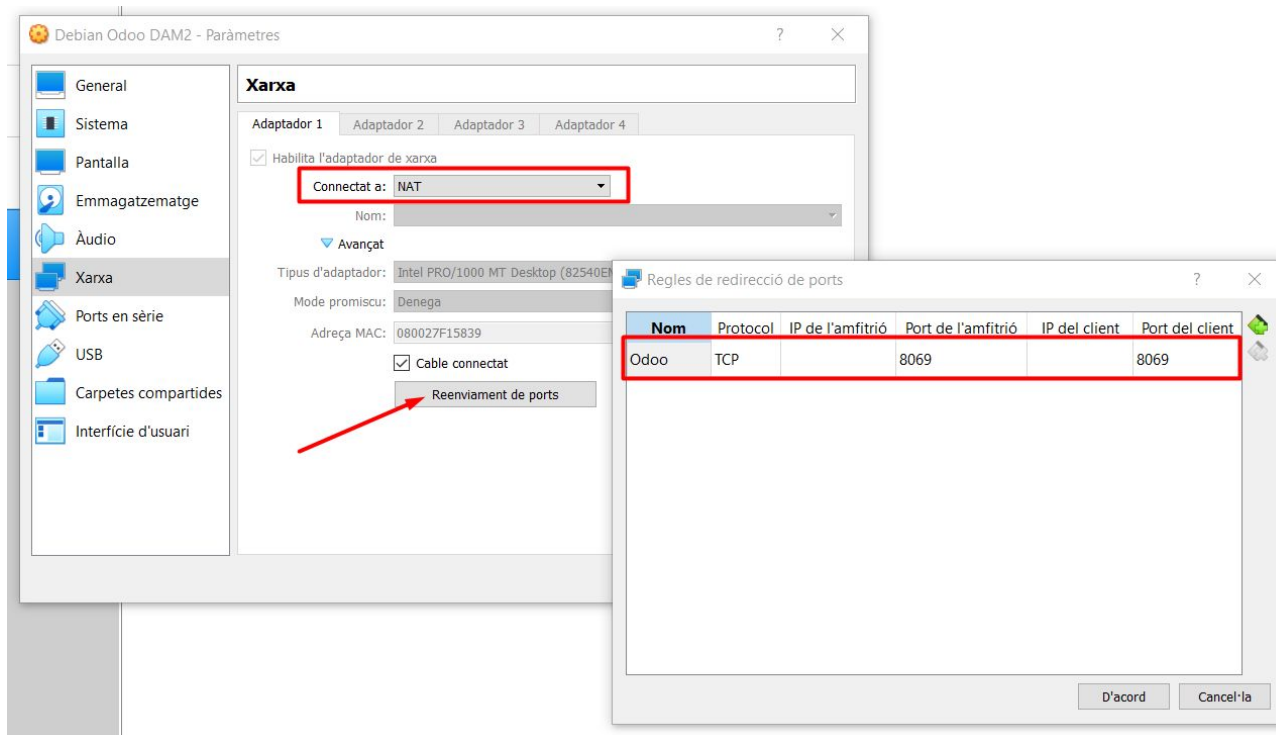 Debian Odoo DAM2 - Paràmetres
General
Sistema
Pantalla
Emmagatzematge
Àudio
Xarxa
Ports en sèrie
USB
Carpetes compartides
Interfície d'usuari
Xarxa
Adaptador 1 Adaptador 2 Adaptador 3 Adaptador 4
Habilita l'adaptador de xarxa
Connectat a: NAT
Nom:
Avançat
Tipus d'adaptador: Intel PRO/1000 MT Desktop (82540EM
Mode promiscu: Denega
Adreça MAC: 080027F15839
Cable connectat
Reenviament de ports
Regles de redirecció de ports
Nom Protocol IP de l'amfitrió Port de l'amfitrió IP del client Port del client
Odoo TCP 8069 8069
D'acord Cancel·la